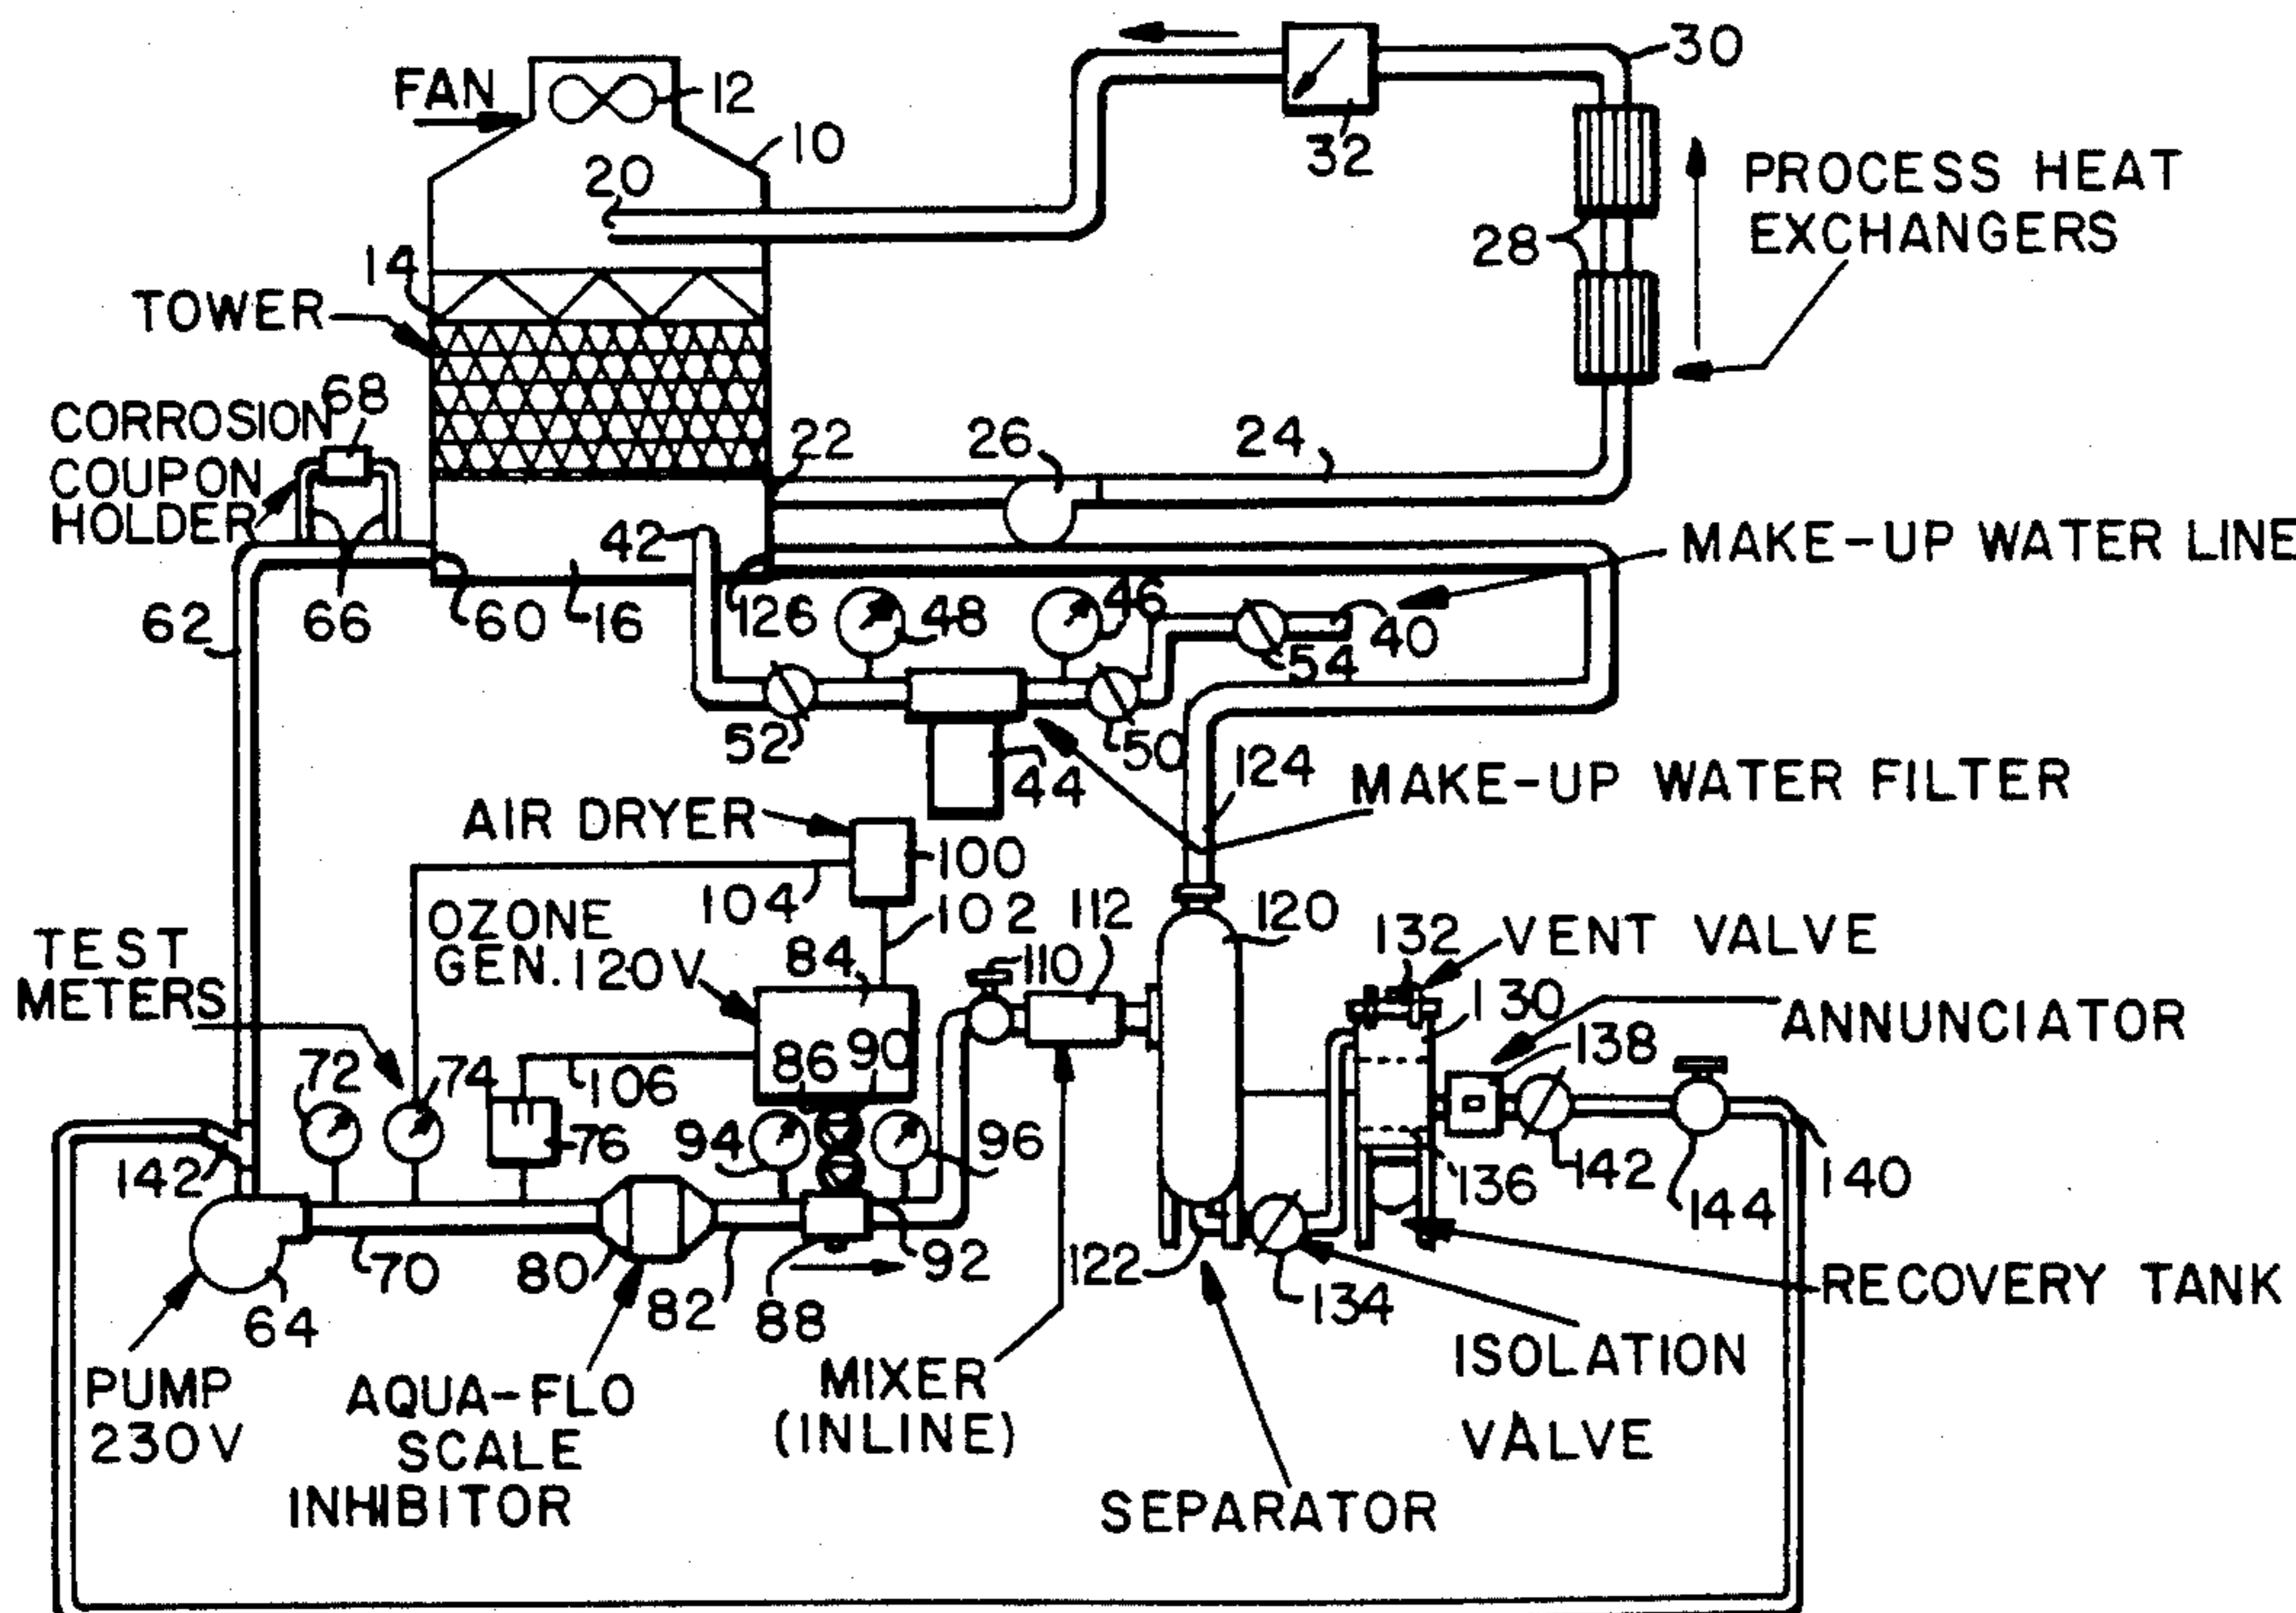 30
FAN
12
10
32
20
PROCESS HEAT
EXCHANGERS
28
14
TOWER
CORROSION
COUPON
HOLDER
68
22
26
24
42
MAKE-UP WATER LINE
62
66
60
16
126
48
46
40
54
52
50
44
124
MAKE-UP WATER FILTER
AIR DRYER
100
104
102
112
120
OZONE
GEN. 120V
84
110
132
VENT VALVE
TEST
METERS
130
ANNUNCIATOR
86
90
138
72
74
106
76
94
96
142
136
142
144
140
70
80
82
88
92
122
134
64
RECOVERY TANK
PUMP
230V
AQUA-FLO
SCALE
INHIBITOR
MIXER
(INLINE)
ISOLATION
VALVE
SEPARATOR